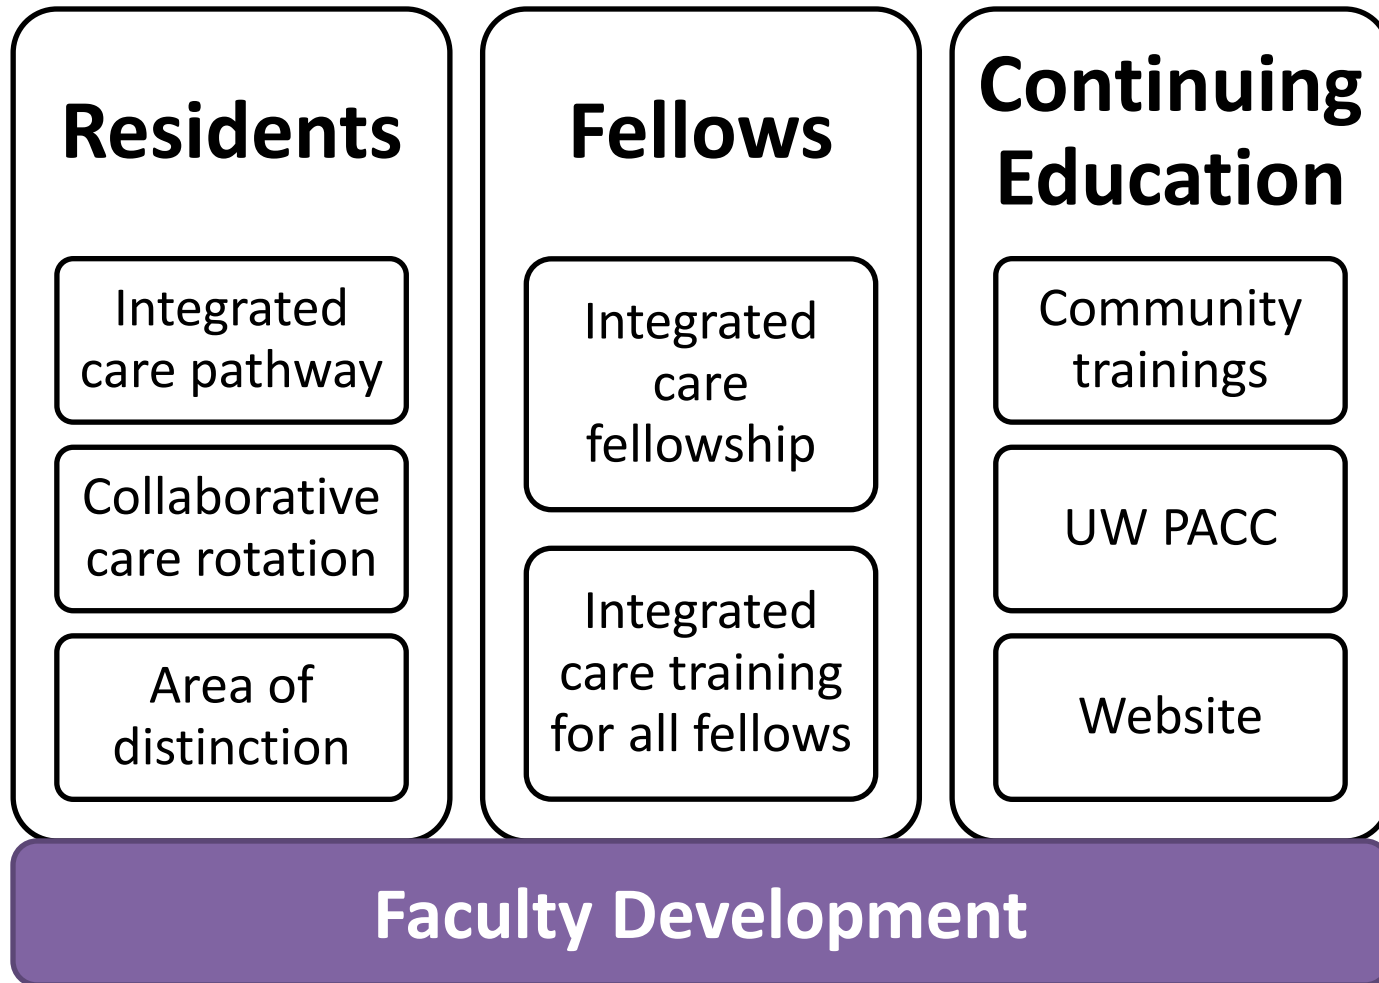 Residents
Integrated
care pathway
Collaborative
care rotation
Area of
distinction
Fellows
Integrated
care
fellowship
Integrated
care training
for all fellows
Continuing
Education
Community
trainings
UW PACC
Website
Faculty Development